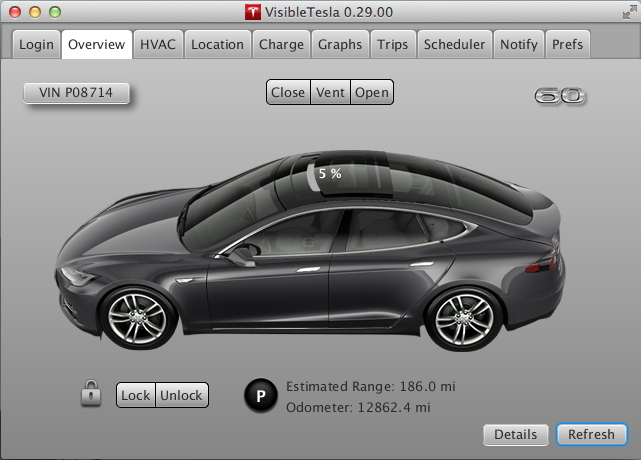 VisibleTesla 0.29.00
Login Overview HVAC Location Charge Graphs Trips Scheduler Notify Prefs
VIN P08714
Close Vent Open
60
5 %
Lock Unlock
P
Estimated Range: 186.0 mi
Odometer: 12862.4 mi
Details Refresh